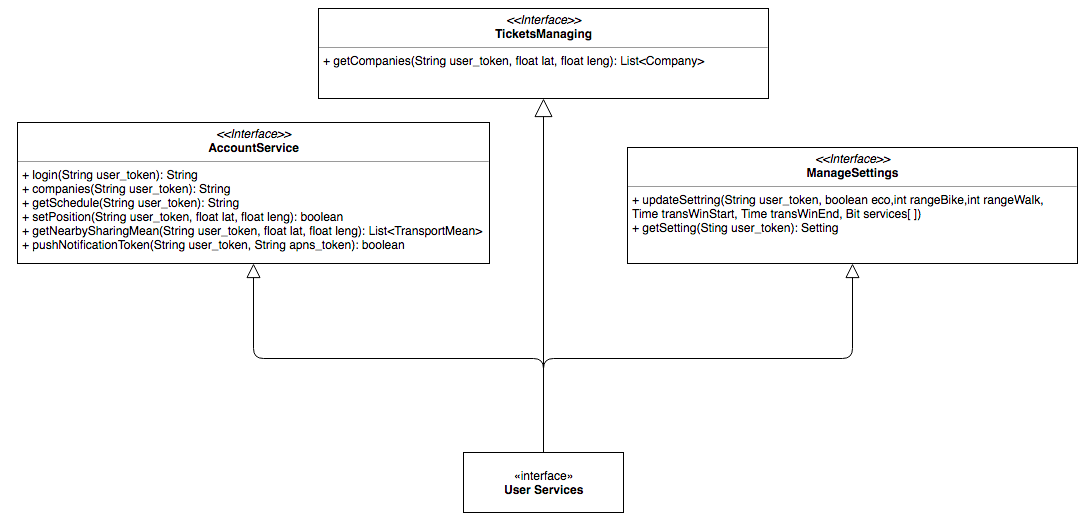 <<Interface>>
TicketsManaging
+ getCompanies(String user_token, float lat, float leng): List<Company>
<<Interface>>
AccountService
+ login(String user_token): String
+ companies(String user_token): String
+ getSchedule(String user_token): String
+ setPosition(String user_token, float lat, float leng): boolean
+ getNearbySharingMean(String user_token, float lat, float leng): List<TransportMean>
+ pushNotificationToken(String user_token, String apns_token): boolean
<<Interface>>
ManageSettings
+ updateSettring(String user_token, boolean eco,int rangeBike,int rangeWalk,
Time transWinStart, Time transWinEnd, Bit services[ ])
+ getSetting(Sting user_token): Setting
«interface»
User Services